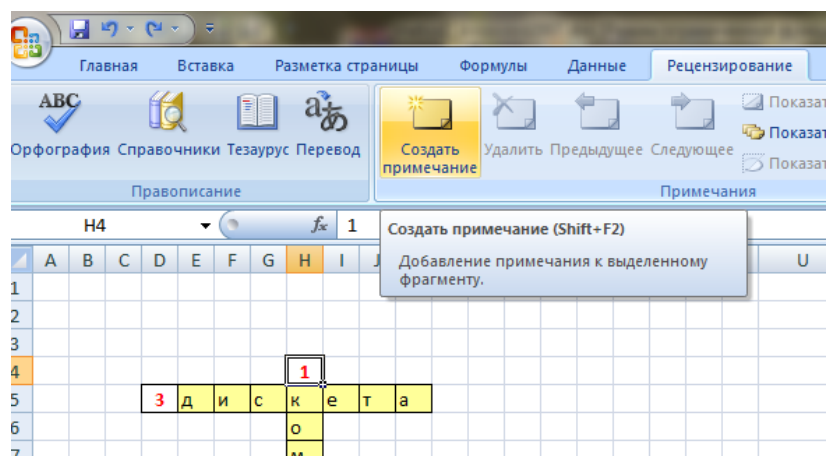 Главная Вставка Разметка страницы Формулы Данные Рецензирование
ABC
Орфография Справочники Тезаурус Перевод
Создать примечание
Удалить Предыдущее Следующее
Показат
Показат
Показат
Правописание Примечания
H4 fx 1
Создать примечание (Shift+F2)
Добавление примечания к выделенному
фрагменту.
A B C D E F G H I J U
1
2
3
4 1
5 3 д и с к е т а
6 о
7 м